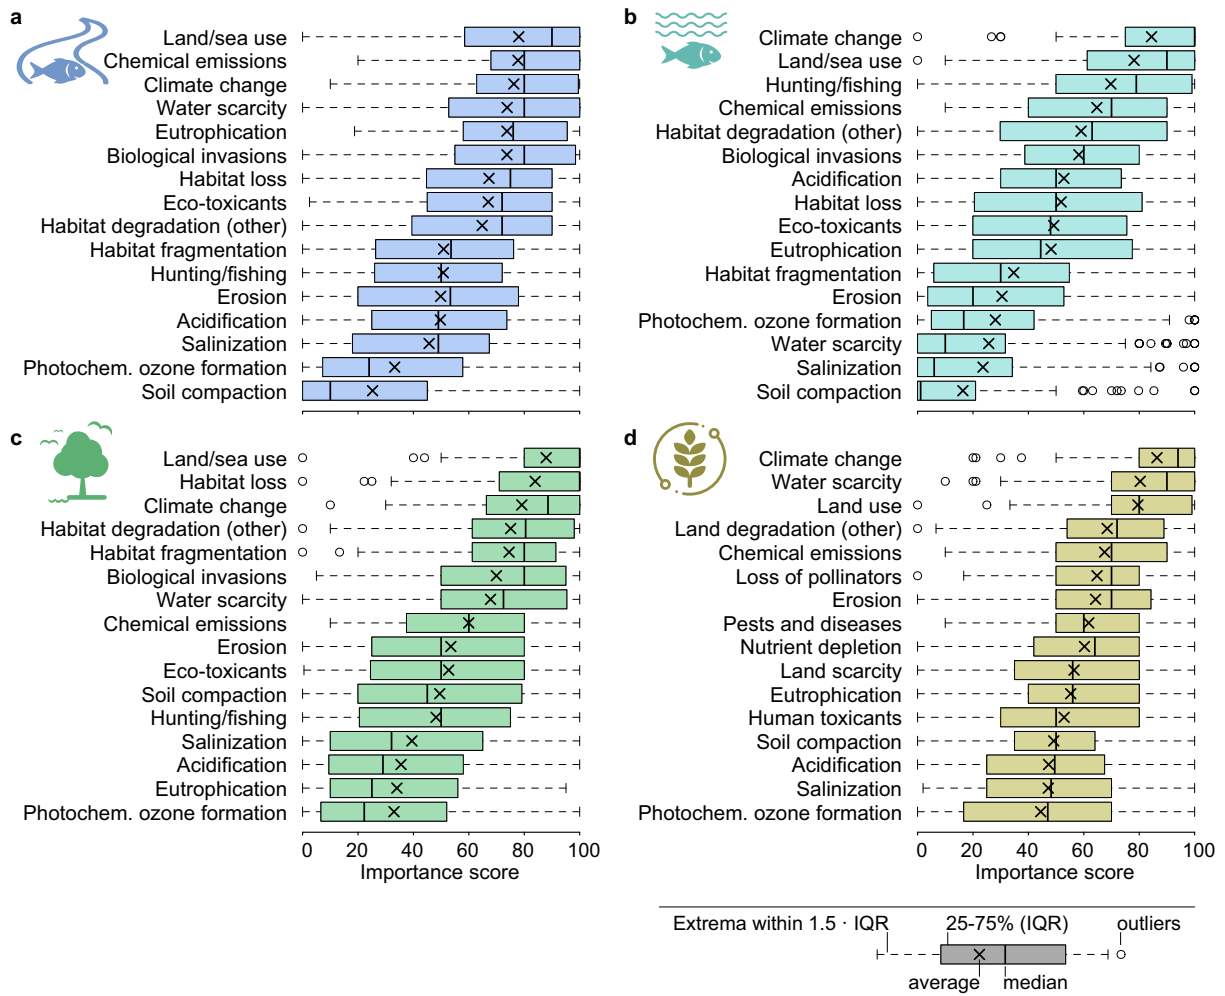 a
Land/sea use
Chemical emissions
Climate change
Water scarcity
Eutrophication
Biological invasions
Habitat loss
Eco-toxicants
Habitat degradation (other)
Habitat fragmentation
Hunting/fishing
Erosion
Acidification
Salinization
Photochem. ozone formation
Soil compaction
b
Climate change
Land/sea use
Hunting/fishing
Chemical emissions
Habitat degradation (other)
Biological invasions
Acidification
Habitat loss
Eco-toxicants
Eutrophication
Habitat fragmentation
Erosion
Photochem. ozone formation
Water scarcity
Salinization
Soil compaction
c
Land/sea use
Habitat loss
Climate change
Habitat degradation (other)
Habitat fragmentation
Biological invasions
Water scarcity
Chemical emissions
Erosion
Eco-toxicants
Soil compaction
Hunting/fishing
Salinization
Acidification
Eutrophication
Photochem. ozone formation
0 20 40 60 80 100
Importance score
d
Climate change
Water scarcity
Land use
Land degradation (other)
Chemical emissions
Loss of pollinators
Erosion
Pests and diseases
Nutrient depletion
Land scarcity
Eutrophication
Human toxicants
Soil compaction
Acidification
Salinization
Photochem. ozone formation
0 20 40 60 80 100
Importance score
Extrema within 1.5 · IQR 25-75% (IQR) outliers
average median